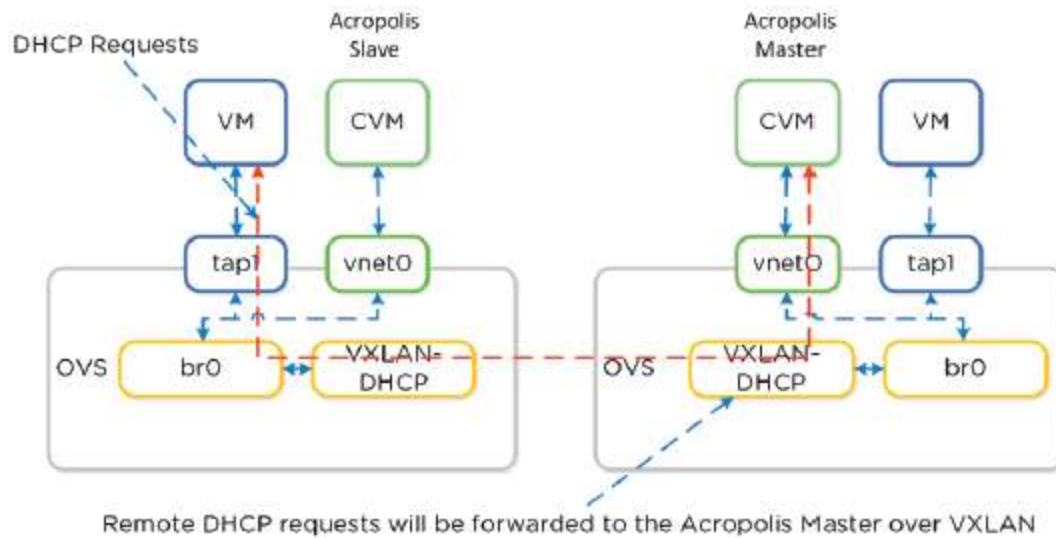 Acropolis
Slave
Acropolis
Master
DHCP Requests
VM
CVM
CVM
VM
tap1
vnet0
vnet0
tap1
OVS
br0
VXLAN-
DHCP
OVS
VXLAN-
DHCP
br0
Remote DHCP requests will be forwarded to the Acropolis Master over VXLAN